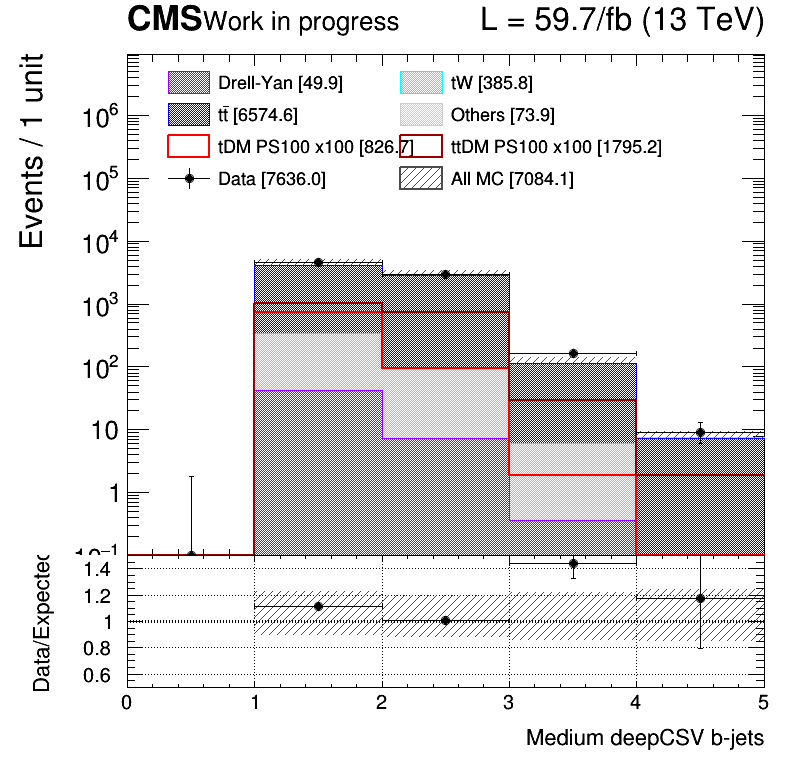 CMS Work in progress L = 59.7/fb (13 TeV)
Events / 1 unit
Drell-Yan [49.9] tW [385.8]
tt̄ [6574.6] Others [73.9]
tDM PS100 x100 [826.7] ttDM PS100 x100 [1795.2]
Data [7636.0] All MC [7084.1]
10⁶
10⁵
10⁴
10³
10²
10
1
10⁻¹
Data/Expected
1.4
1.2
1
0.8
0.6
0 1 2 3 4 5
Medium deepCSV b-jets